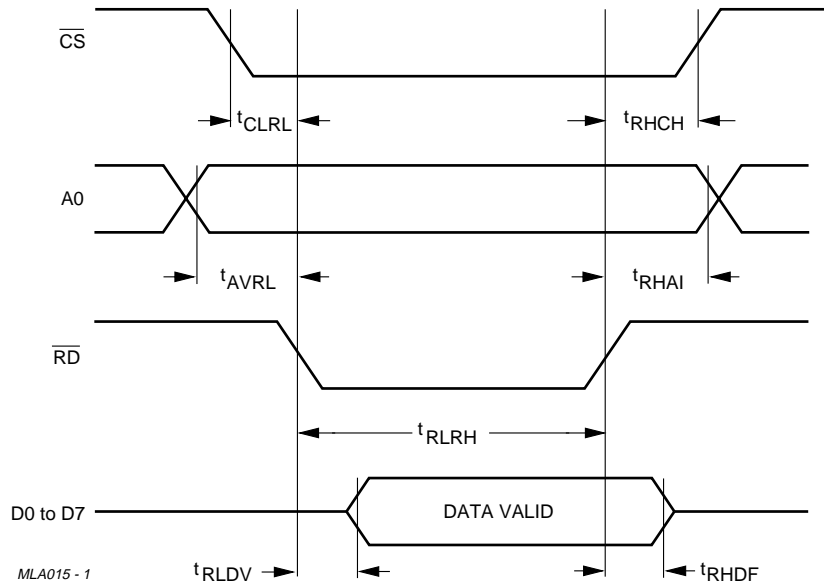 CS
tCLRL
tRHCH
A0
tAVRL
tRHAI
RD
tRLRH
D0 to D7
DATA VALID
MLA015 - 1
tRLDV
tRHDF